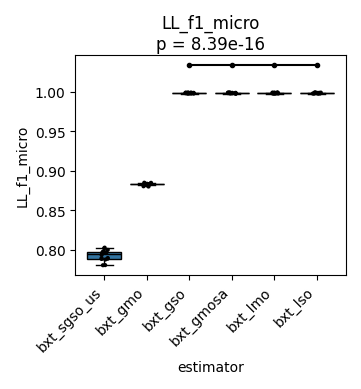 LL_f1_micro
p = 8.39e-16
1.00
0.95
0.90
0.85
0.80
LL_f1_micro
bxt_sgso_us
bxt_gmo
bxt_gso
bxt_gmosa
bxt_lmo
bxt_lso
estimator